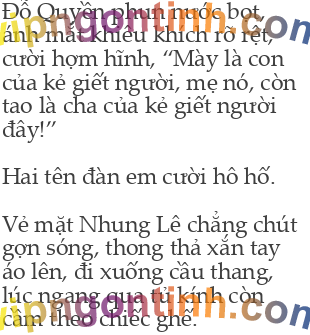 Đỗ Quyền phun nước bọt,
ánh mắt khiêu khích rõ rệt,
cười hợm hĩnh, “Mày là con
của kẻ giết người, mẹ nó, còn
tao là cha của kẻ giết người
đây!”
Hai tên đàn em cười hô hố.
Vẻ mặt Nhung Lê chẳng chút
gợn sóng, thong thả xắn tay
áo lên, đi xuống cầu thang,
lúc ngang qua tủ kính còn
cầm theo chiếc ghế.
vipngontinh.com
vipngontinh.com